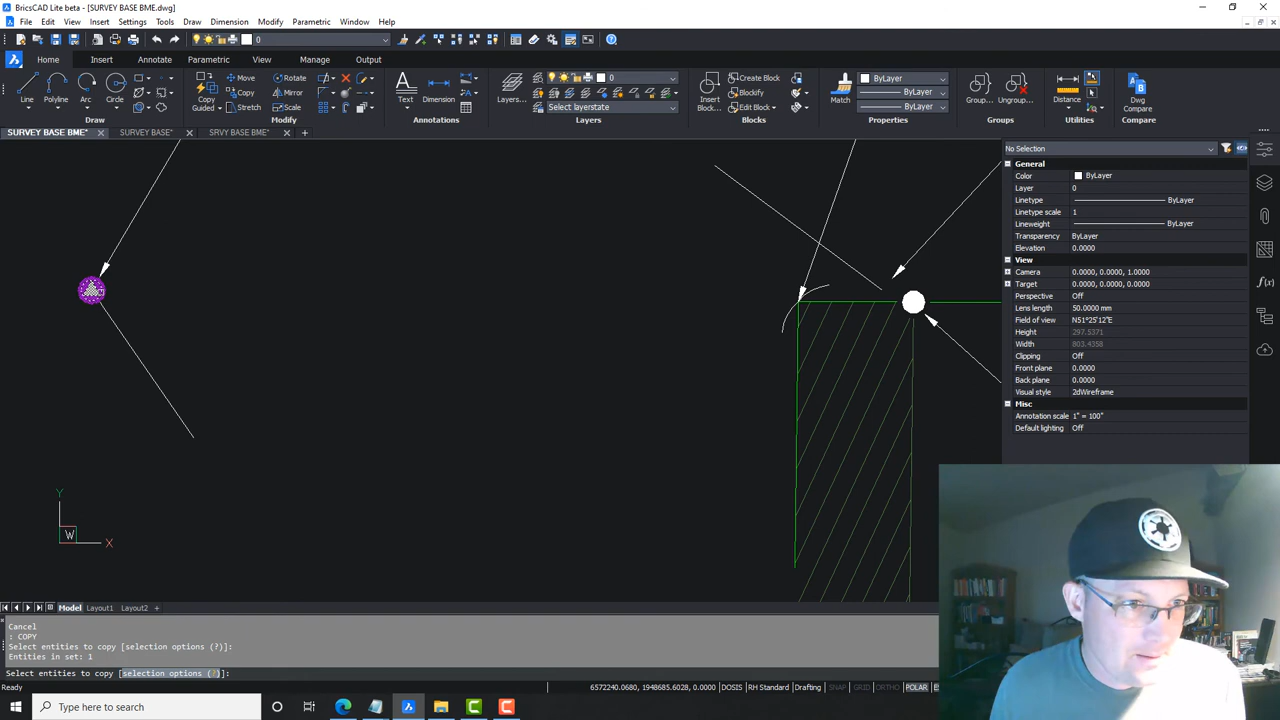 BricsCAD Lite beta - [SURVEY BASE BME.dwg]
File Edit View Insert Settings Tools Draw Dimension Modify Parametric Window Help
0
Home Insert Annotate Parametric View Manage Output
Line Polyline Arc Circle
Draw
Copy Guided
Move Copy Stretch
Rotate Mirror Scale
Modify
Text Dimension
Annotations
Layers...
0
Select layerstate
Layers
Insert Block...
Create Block
Blockify
Edit Block
Blocks
Match
ByLayer
ByLayer
ByLayer
Properties
Group... Ungroup...
Groups
Distance
Utilities
Dwg Compare
Compare
SURVEY BASE BME* SURVEY BASE* SRVY BASE BME* +
No Selection
General
Color ByLayer
Layer 0
Linetype ByLayer
Linetype scale 1
Lineweight ByLayer
Transparency ByLayer
Elevation 0.0000
View
Camera 0.0000, 0.0000, 1.0000
Target 0.0000, 0.0000, 0.0000
Perspective Off
Lens length 50.0000 mm
Field of view N51°25'12"E
Height 297.5371
Width 803.4358
Clipping Off
Front plane 0.0000
Back plane 0.0000
Visual style 2dWireframe
Misc
Annotation scale 1" = 100"
Default lighting Off
Y
W
X
Model Layout1 Layout2 +
Cancel
: COPY
Select entities to copy [selection options (?)]:
Entities in set: 1
Select entities to copy [selection options (?)]:
Ready 6572240.0680, 1948685.6028, 0.0000 DOSIS RH Standard Drafting SNAP GRID ORTHO POLAR
Type here to search